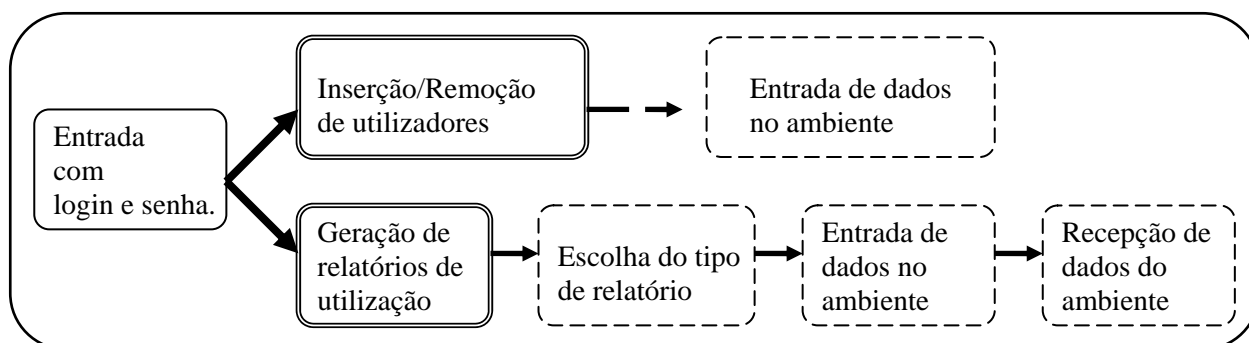 Entrada
com
login e senha.
Inserção/Remoção
de utilizadores
Entrada de dados
no ambiente
Geração de
relatórios de
utilização
Escolha do tipo
de relatório
Entrada de
dados no
ambiente
Recepção de
dados do
ambiente